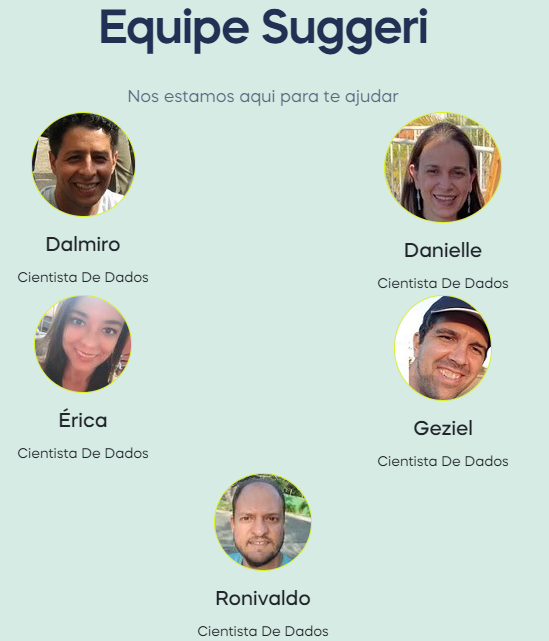 Equipe Suggeri
Nos estamos aqui para te ajudar
Dalmiro
Cientista De Dados
Danielle
Cientista De Dados
Érica
Cientista De Dados
Geziel
Cientista De Dados
Ronivaldo
Cientista De Dados